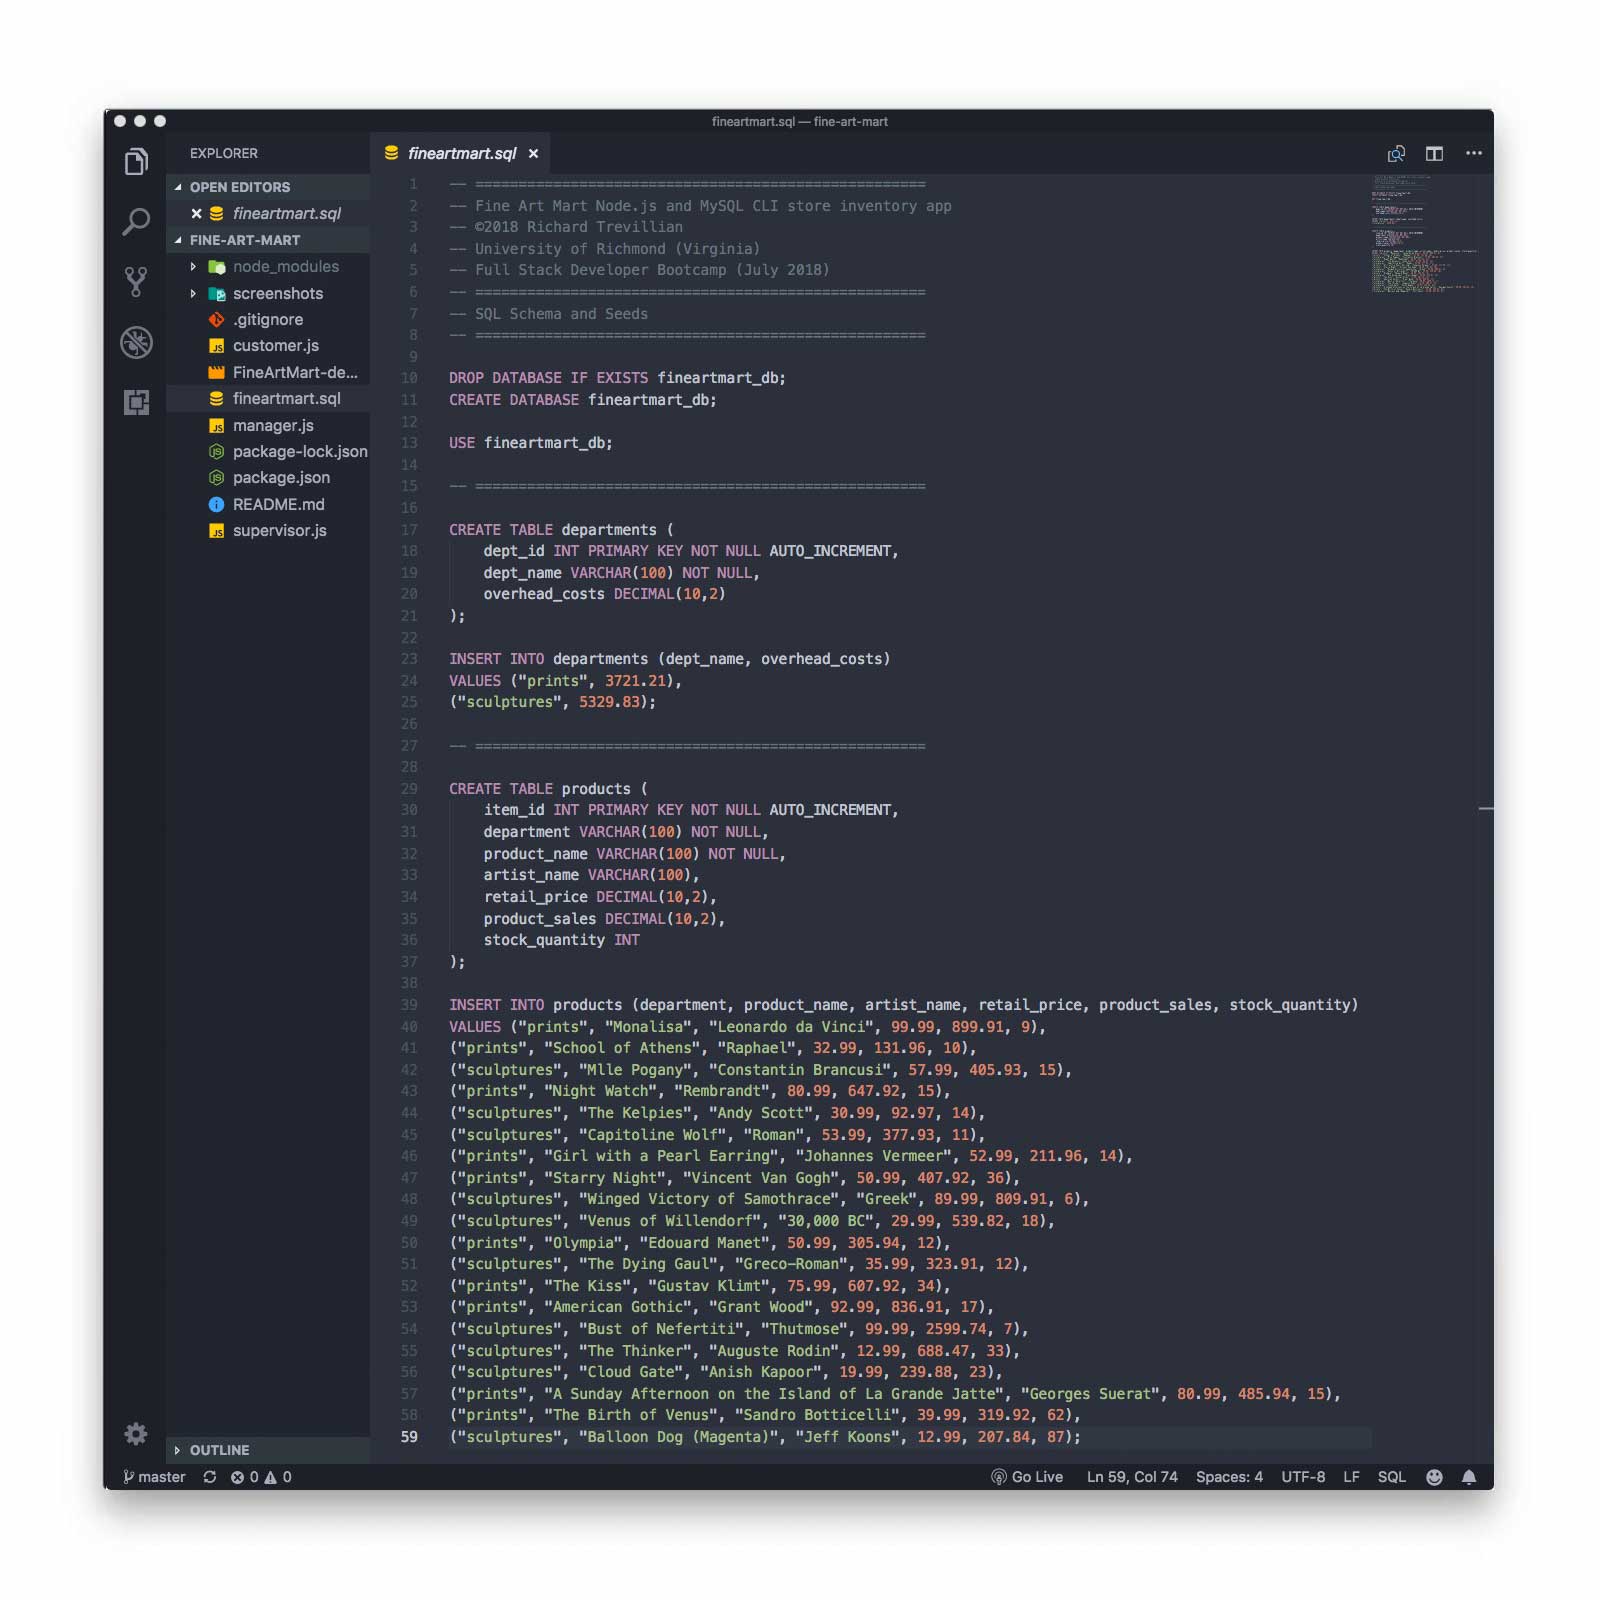 fineartmart.sql — fine-art-mart
EXPLORER
OPEN EDITORS
fineartmart.sql
FINE-ART-MART
node_modules
screenshots
.gitignore
customer.js
FineArtMart-de...
fineartmart.sql
manager.js
package-lock.json
package.json
README.md
supervisor.js
OUTLINE
fineartmart.sql
1 -- ====================================================
2 -- Fine Art Mart Node.js and MySQL CLI store inventory app
3 -- ©2018 Richard Trevillian
4 -- University of Richmond (Virginia)
5 -- Full Stack Developer Bootcamp (July 2018)
6 -- ====================================================
7 -- SQL Schema and Seeds
8 -- ====================================================
9
10 DROP DATABASE IF EXISTS fineartmart_db;
11 CREATE DATABASE fineartmart_db;
12
13 USE fineartmart_db;
14
15 -- ====================================================
16
17 CREATE TABLE departments (
18 dept_id INT PRIMARY KEY NOT NULL AUTO_INCREMENT,
19 dept_name VARCHAR(100) NOT NULL,
20 overhead_costs DECIMAL(10,2)
21 );
22
23 INSERT INTO departments (dept_name, overhead_costs)
24 VALUES ("prints", 3721.21),
25 ("sculptures", 5329.83);
26
27 -- ====================================================
28
29 CREATE TABLE products (
30 item_id INT PRIMARY KEY NOT NULL AUTO_INCREMENT,
31 department VARCHAR(100) NOT NULL,
32 product_name VARCHAR(100) NOT NULL,
33 artist_name VARCHAR(100),
34 retail_price DECIMAL(10,2),
35 product_sales DECIMAL(10,2),
36 stock_quantity INT
37 );
38
39 INSERT INTO products (department, product_name, artist_name, retail_price, product_sales, stock_quantity)
40 VALUES ("prints", "Monalisa", "Leonardo da Vinci", 99.99, 899.91, 9),
41 ("prints", "School of Athens", "Raphael", 32.99, 131.96, 10),
42 ("sculptures", "Mlle Pogany", "Constantin Brancusi", 57.99, 405.93, 15),
43 ("prints", "Night Watch", "Rembrandt", 80.99, 647.92, 15),
44 ("sculptures", "The Kelpies", "Andy Scott", 30.99, 92.97, 14),
45 ("sculptures", "Capitoline Wolf", "Roman", 53.99, 377.93, 11),
46 ("prints", "Girl with a Pearl Earring", "Johannes Vermeer", 52.99, 211.96, 14),
47 ("prints", "Starry Night", "Vincent Van Gogh", 50.99, 407.92, 36),
48 ("sculptures", "Winged Victory of Samothrace", "Greek", 89.99, 809.91, 6),
49 ("sculptures", "Venus of Willendorf", "30,000 BC", 29.99, 539.82, 18),
50 ("prints", "Olympia", "Edouard Manet", 50.99, 305.94, 12),
51 ("sculptures", "The Dying Gaul", "Greco-Roman", 35.99, 323.91, 12),
52 ("prints", "The Kiss", "Gustav Klimt", 75.99, 607.92, 34),
53 ("prints", "American Gothic", "Grant Wood", 92.99, 836.91, 17),
54 ("sculptures", "Bust of Nefertiti", "Thutmose", 99.99, 2599.74, 7),
55 ("sculptures", "The Thinker", "Auguste Rodin", 12.99, 688.47, 33),
56 ("sculptures", "Cloud Gate", "Anish Kapoor", 19.99, 239.88, 23),
57 ("prints", "A Sunday Afternoon on the Island of La Grande Jatte", "Georges Suerat", 80.99, 485.94, 15),
58 ("prints", "The Birth of Venus", "Sandro Botticelli", 39.99, 319.92, 62),
59 ("sculptures", "Balloon Dog (Magenta)", "Jeff Koons", 12.99, 207.84, 87);
master 0 0 Go Live Ln 59, Col 74 Spaces: 4 UTF-8 LF SQL